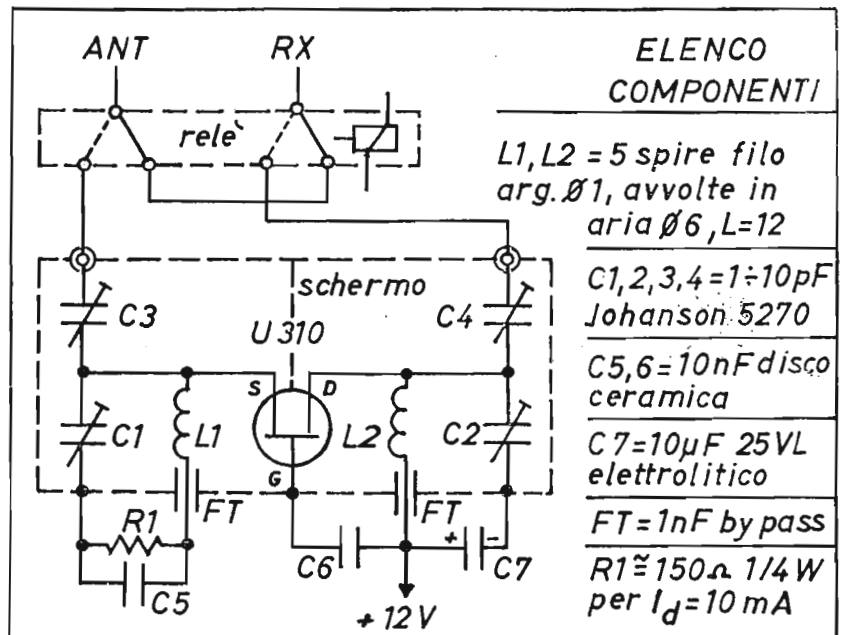 ANT
RX
relè
schermo
C3
C4
U310
S
D
C1
L1
L2
C2
G
FT
FT
R1
C5
C6
+
-
C7
+12V
ELENCO
COMPONENTI
L1, L2 = 5 spire filo
arg. Ø1, avvolte in
aria Ø6, L=12
C1,2,3,4=1÷10pF
Johanson 5270
C5,6=10nF disco
ceramica
C7=10µF 25VL
elettrolitico
FT=1nF by pass
R1≅150Ω 1/4W
per Id=10mA